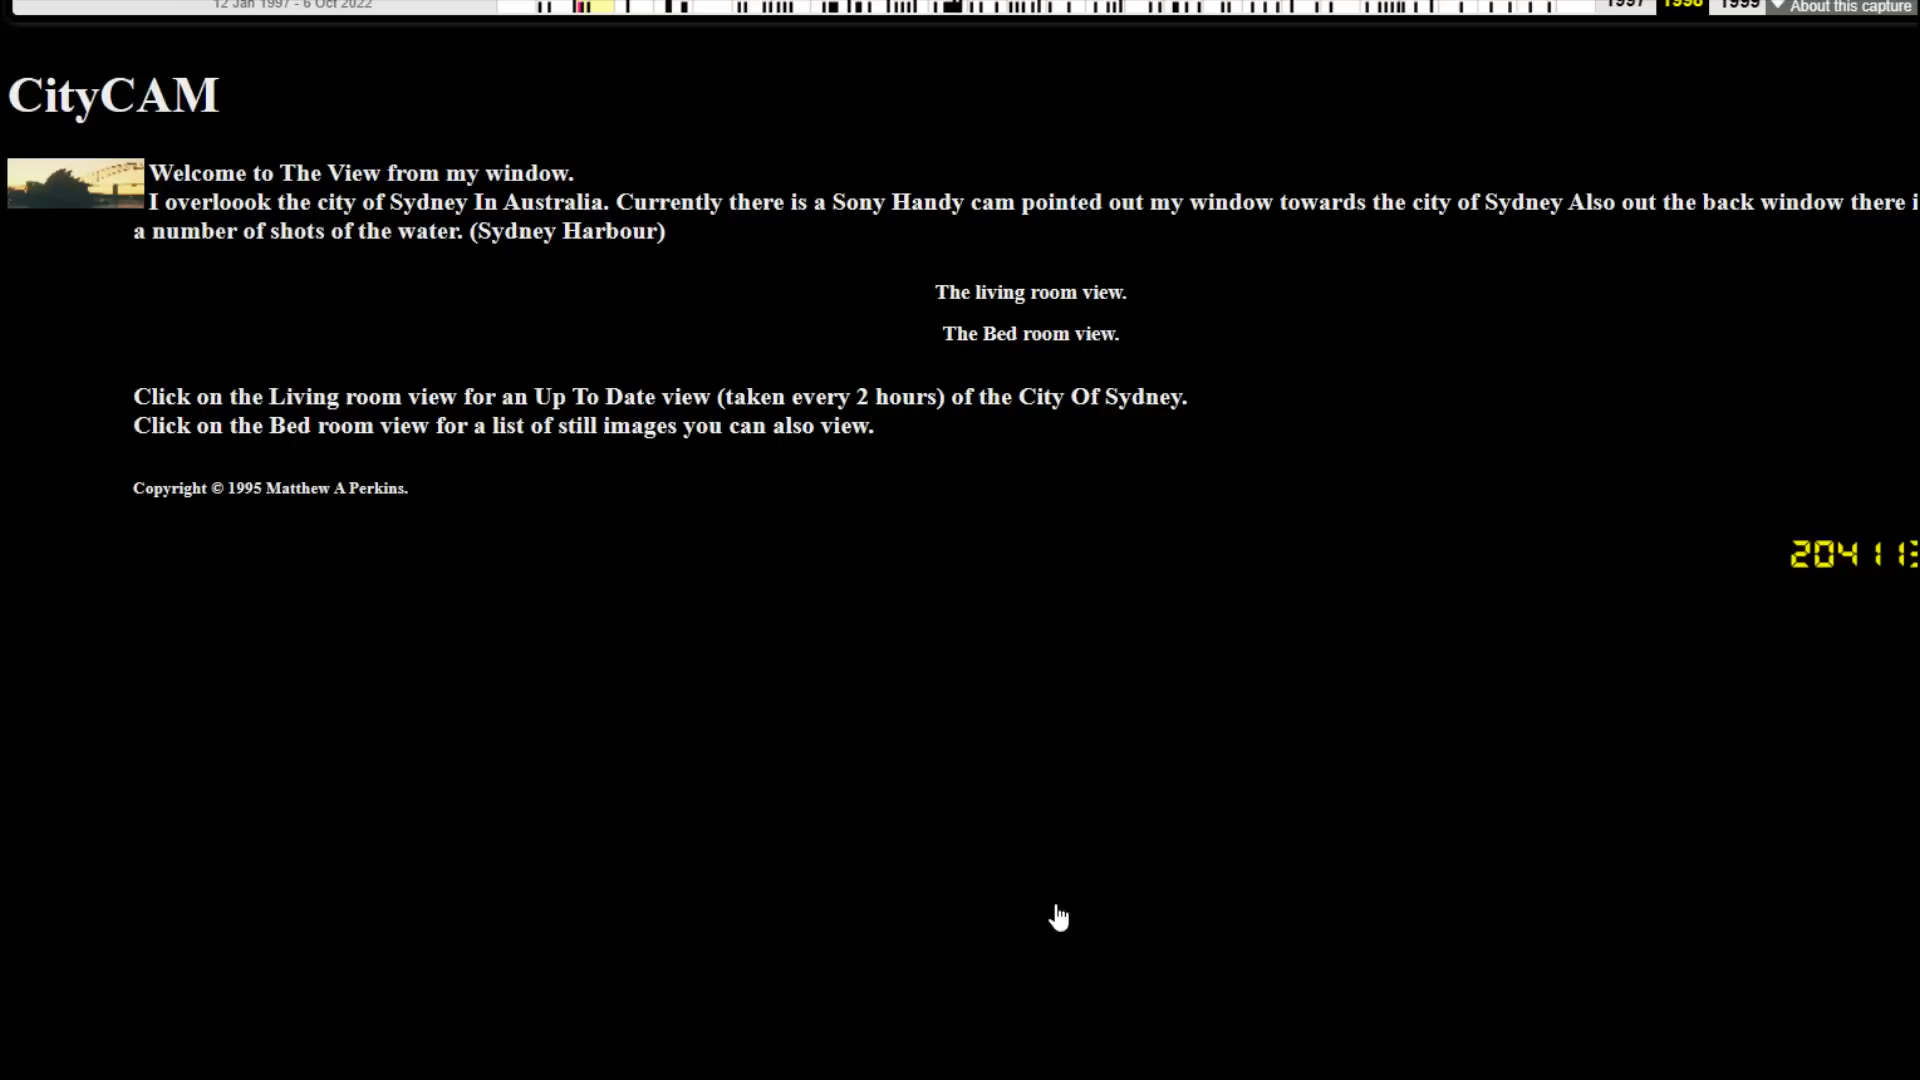 12 Jan 1997 - 6 Oct 2022
1997 1998 1999 About this capture
CityCAM
Welcome to The View from my window.
I overloook the city of Sydney In Australia. Currently there is a Sony Handy cam pointed out my window towards the city of Sydney Also out the back window there
a number of shots of the water. (Sydney Harbour)
The living room view.
The Bed room view.
Click on the Living room view for an Up To Date view (taken every 2 hours) of the City Of Sydney.
Click on the Bed room view for a list of still images you can also view.
Copyright © 1995 Matthew A Perkins.
20411